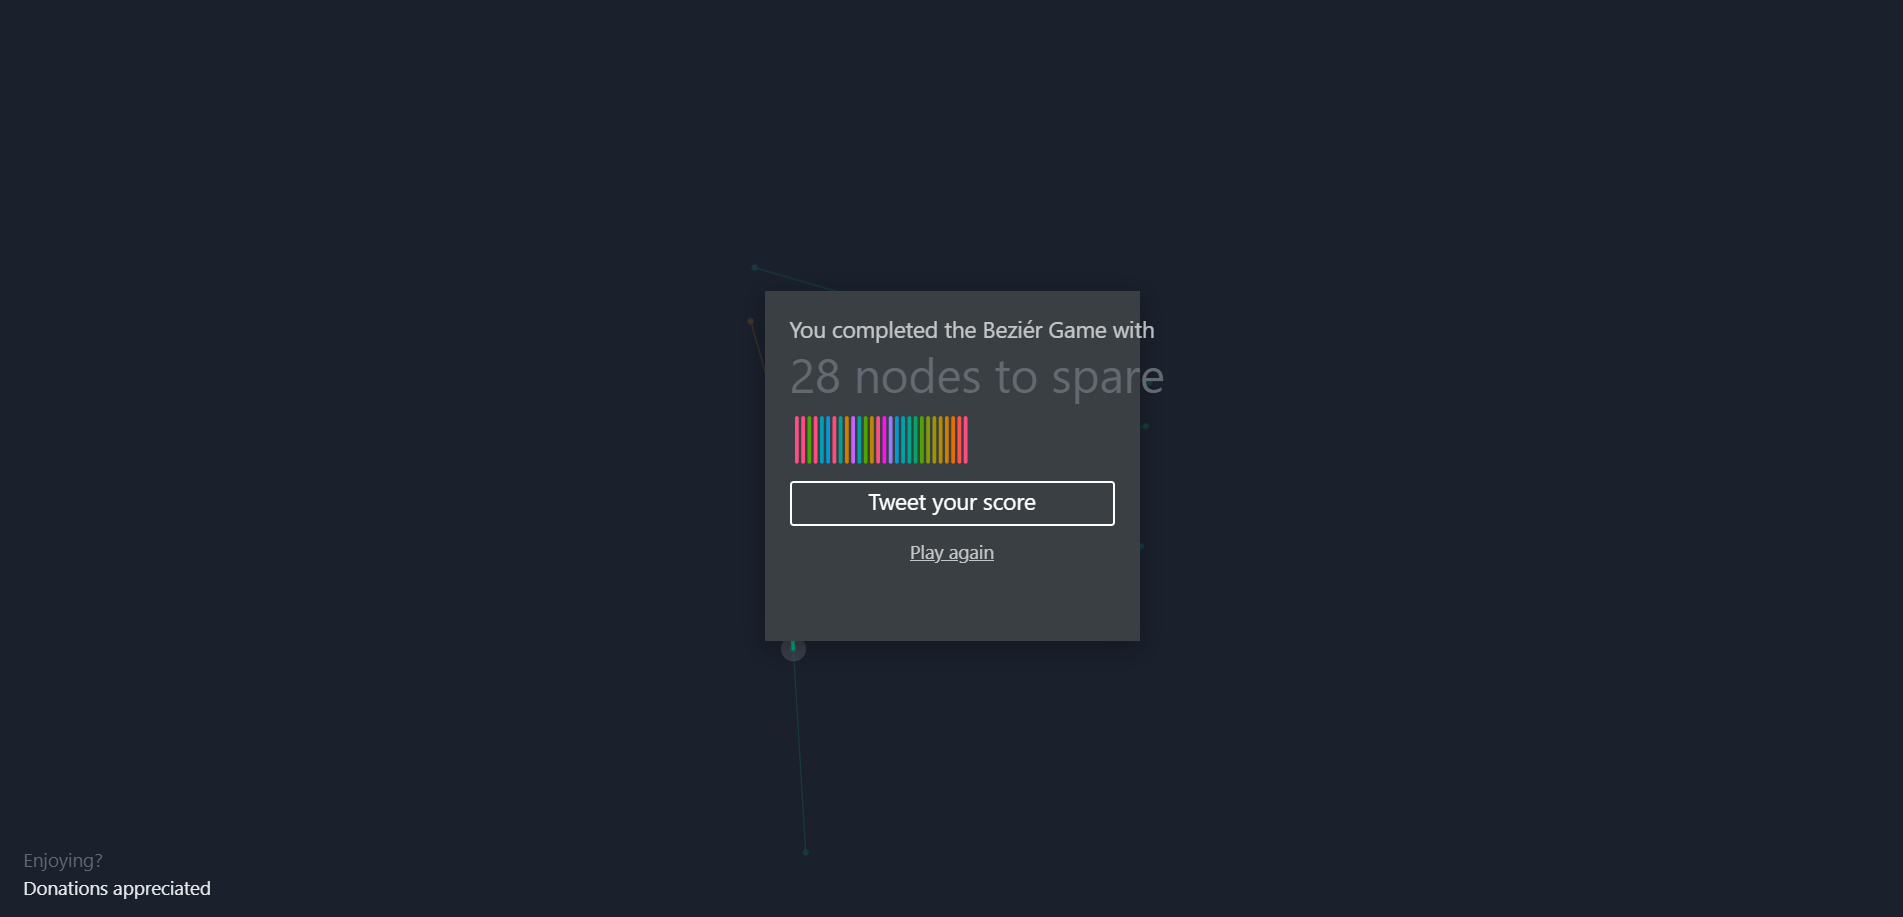 You completed the Beziér Game with
28 nodes to spare
Tweet your score
Play again
Enjoying?
Donations appreciated